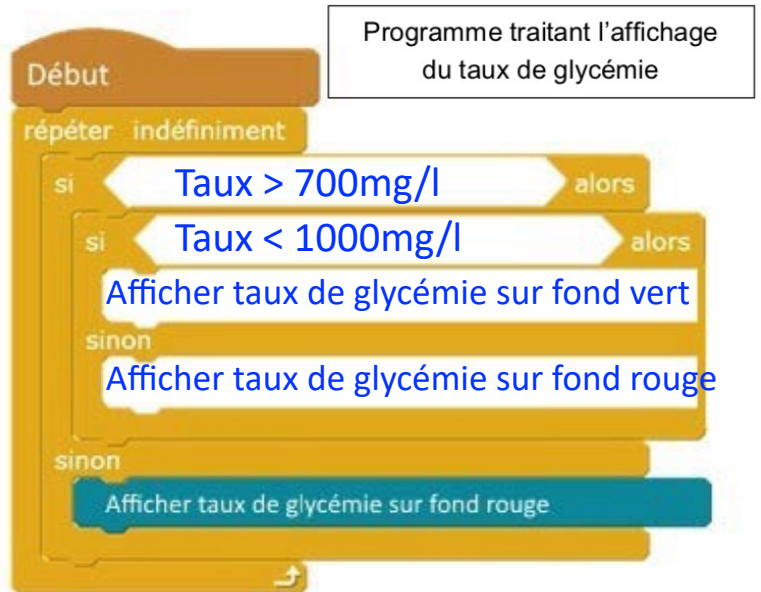 Programme traitant l’affichage
du taux de glycémie
Début
répéter indéfiniment
si Taux > 700mg/l alors
si Taux < 1000mg/l alors
Afficher taux de glycémie sur fond vert
sinon
Afficher taux de glycémie sur fond rouge
sinon
Afficher taux de glycémie sur fond rouge